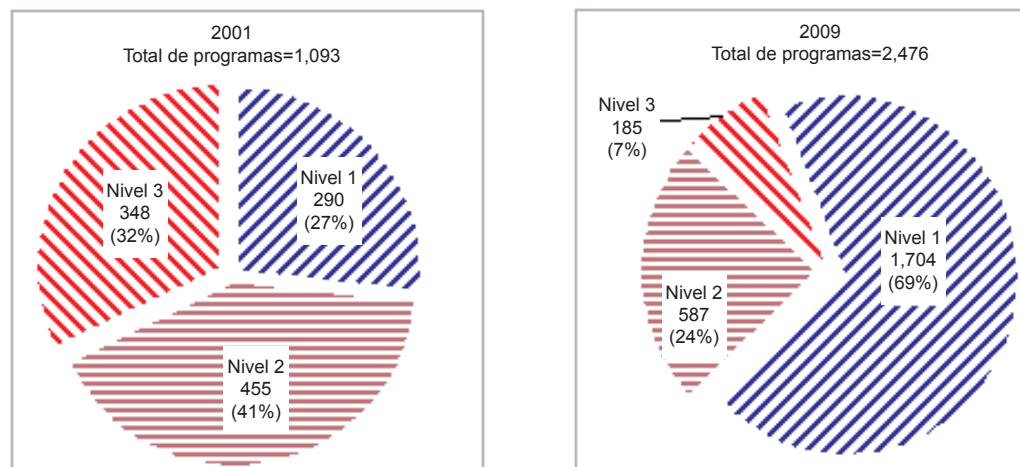 2001
Total de programas=1,093
Nivel 1
290
(27%)
Nivel 3
348
(32%)
Nivel 2
455
(41%)
2009
Total de programas=2,476
Nivel 3
185
(7%)
Nivel 1
1,704
(69%)
Nivel 2
587
(24%)